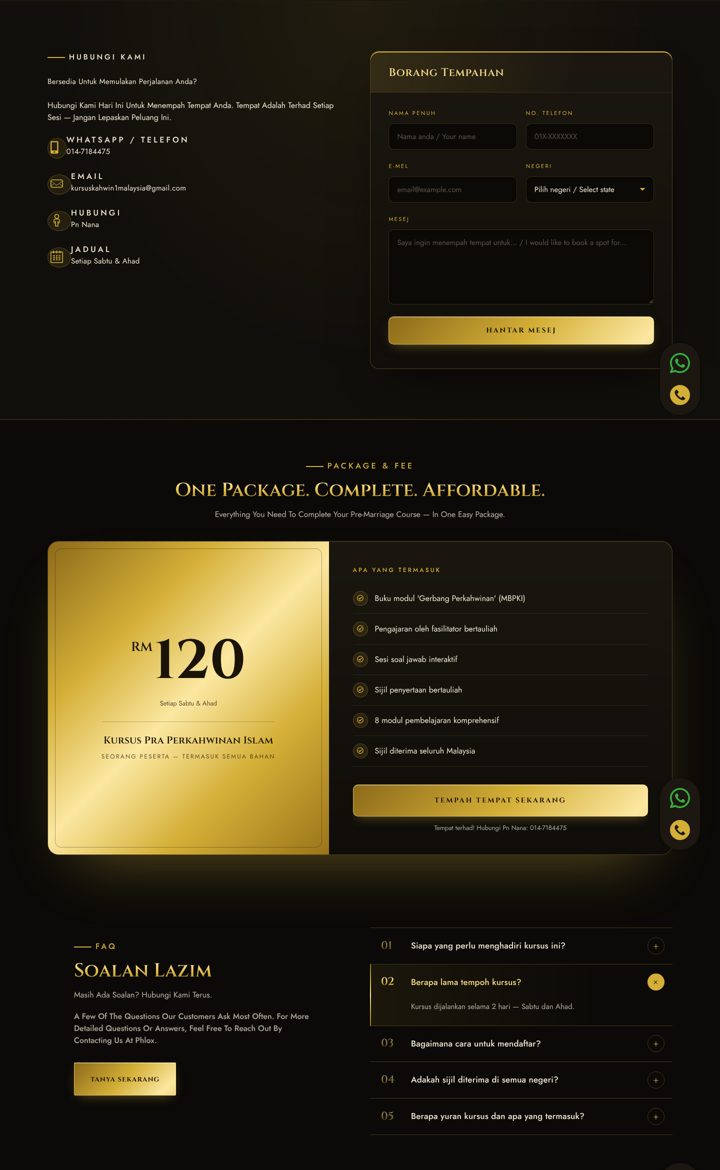 HUBUNGI KAMI
Bersedia Untuk Memulakan Perjalanan Anda?
Hubungi Kami Hari Ini Untuk Menempah Tempat Anda. Tempat Adalah Terhad Setiap
Sesi — Jangan Lepaskan Peluang Ini.
WHATSAPP / TELEFON
014-7184475
EMAIL
kursuskahwin1malaysia@gmail.com
HUBUNGI
Pn Nana
JADUAL
Setiap Sabtu & Ahad
Borang Tempahan
NAMA PENUH
NO. TELEFON
Nama anda / Your name
01X-XXXXXXX
E-MEL
NEGERI
email@example.com
Pilih negeri / Select state
MESEJ
Saya ingin menempah tempat untuk... / I would like to book a spot for...
HANTAR MESEJ
PACKAGE & FEE
One Package. Complete. Affordable.
Everything You Need To Complete Your Pre-Marriage Course — In One Easy Package.
RM120
Setiap Sabtu & Ahad
Kursus Pra Perkahwinan Islam
SEORANG PESERTA — TERMASUK SEMUA BAHAN
APA YANG TERMASUK
Buku modul 'Gerbang Perkahwinan' (MBPKI)
Pengajaran oleh fasilitator bertauliah
Sesi soal jawab interaktif
Sijil penyertaan bertauliah
8 modul pembelajaran komprehensif
Sijil diterima seluruh Malaysia
TEMPAH TEMPAT SEKARANG
Tempat terhad! Hubungi Pn Nana: 014-7184475
FAQ
Soalan Lazim
Masih Ada Soalan? Hubungi Kami Terus.
A Few Of The Questions Our Customers Ask Most Often. For More
Detailed Questions Or Answers, Feel Free To Reach Out By
Contacting Us At Phlox.
TANYA SEKARANG
01 Siapa yang perlu menghadiri kursus ini?
02 Berapa lama tempoh kursus?
Kursus dijalankan selama 2 hari — Sabtu dan Ahad.
03 Bagaimana cara untuk mendaftar?
04 Adakah sijil diterima di semua negeri?
05 Berapa yuran kursus dan apa yang termasuk?